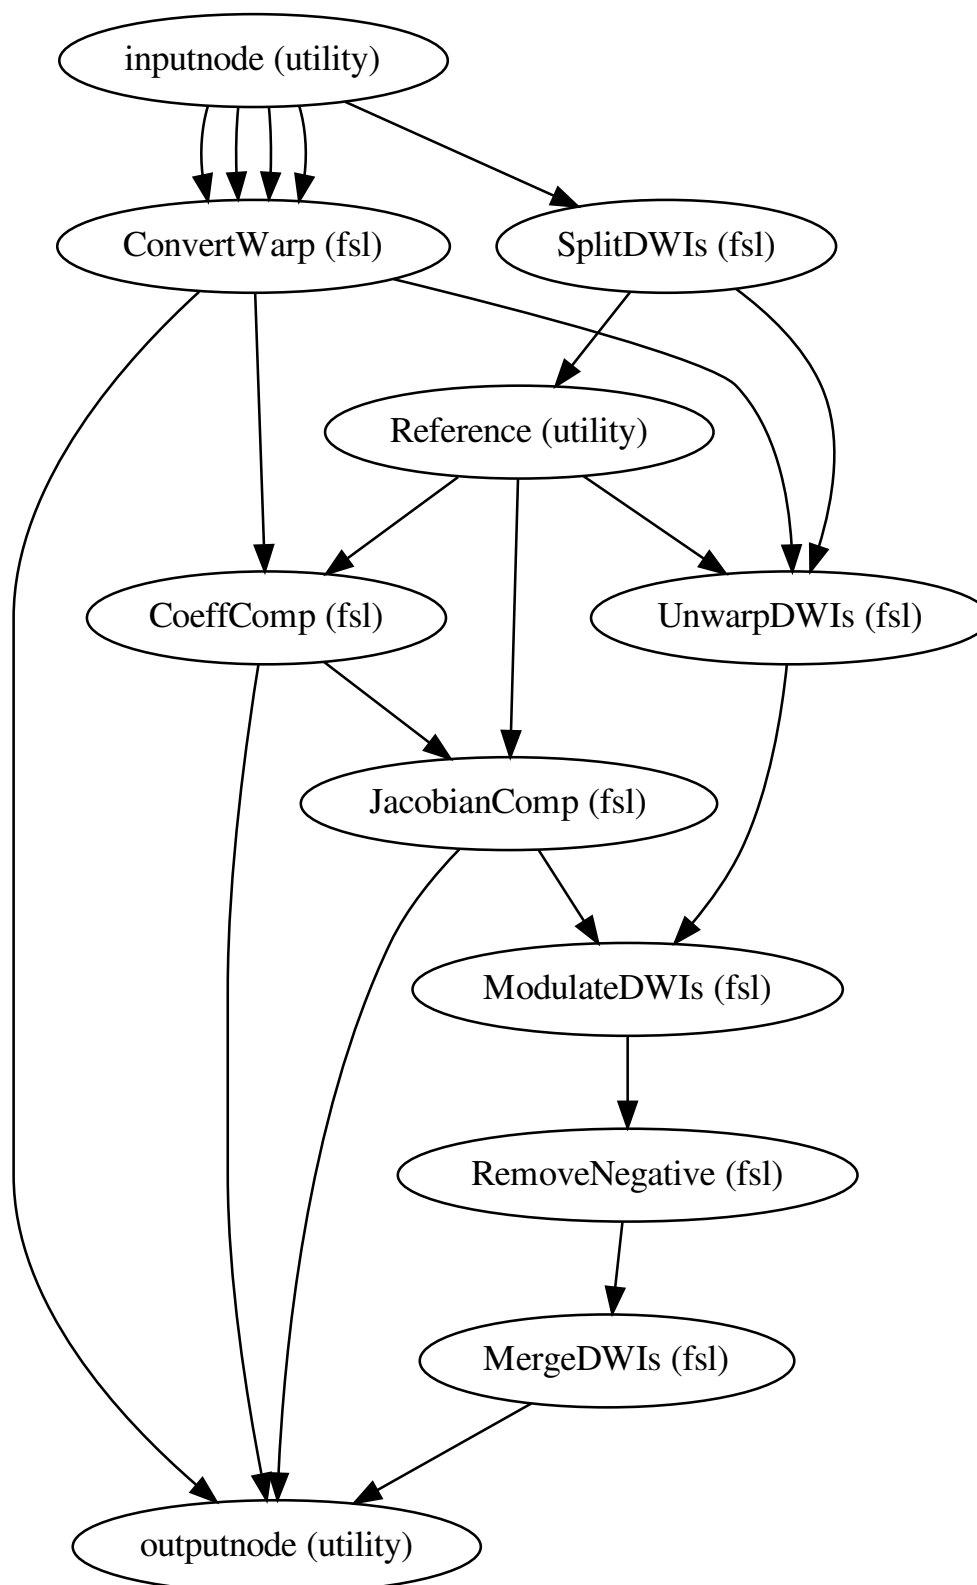 inputnode (utility)
ConvertWarp (fsl)
SplitDWIs (fsl)
Reference (utility)
CoeffComp (fsl)
UnwarpDWIs (fsl)
JacobianComp (fsl)
ModulateDWIs (fsl)
RemoveNegative (fsl)
MergeDWIs (fsl)
outputnode (utility)